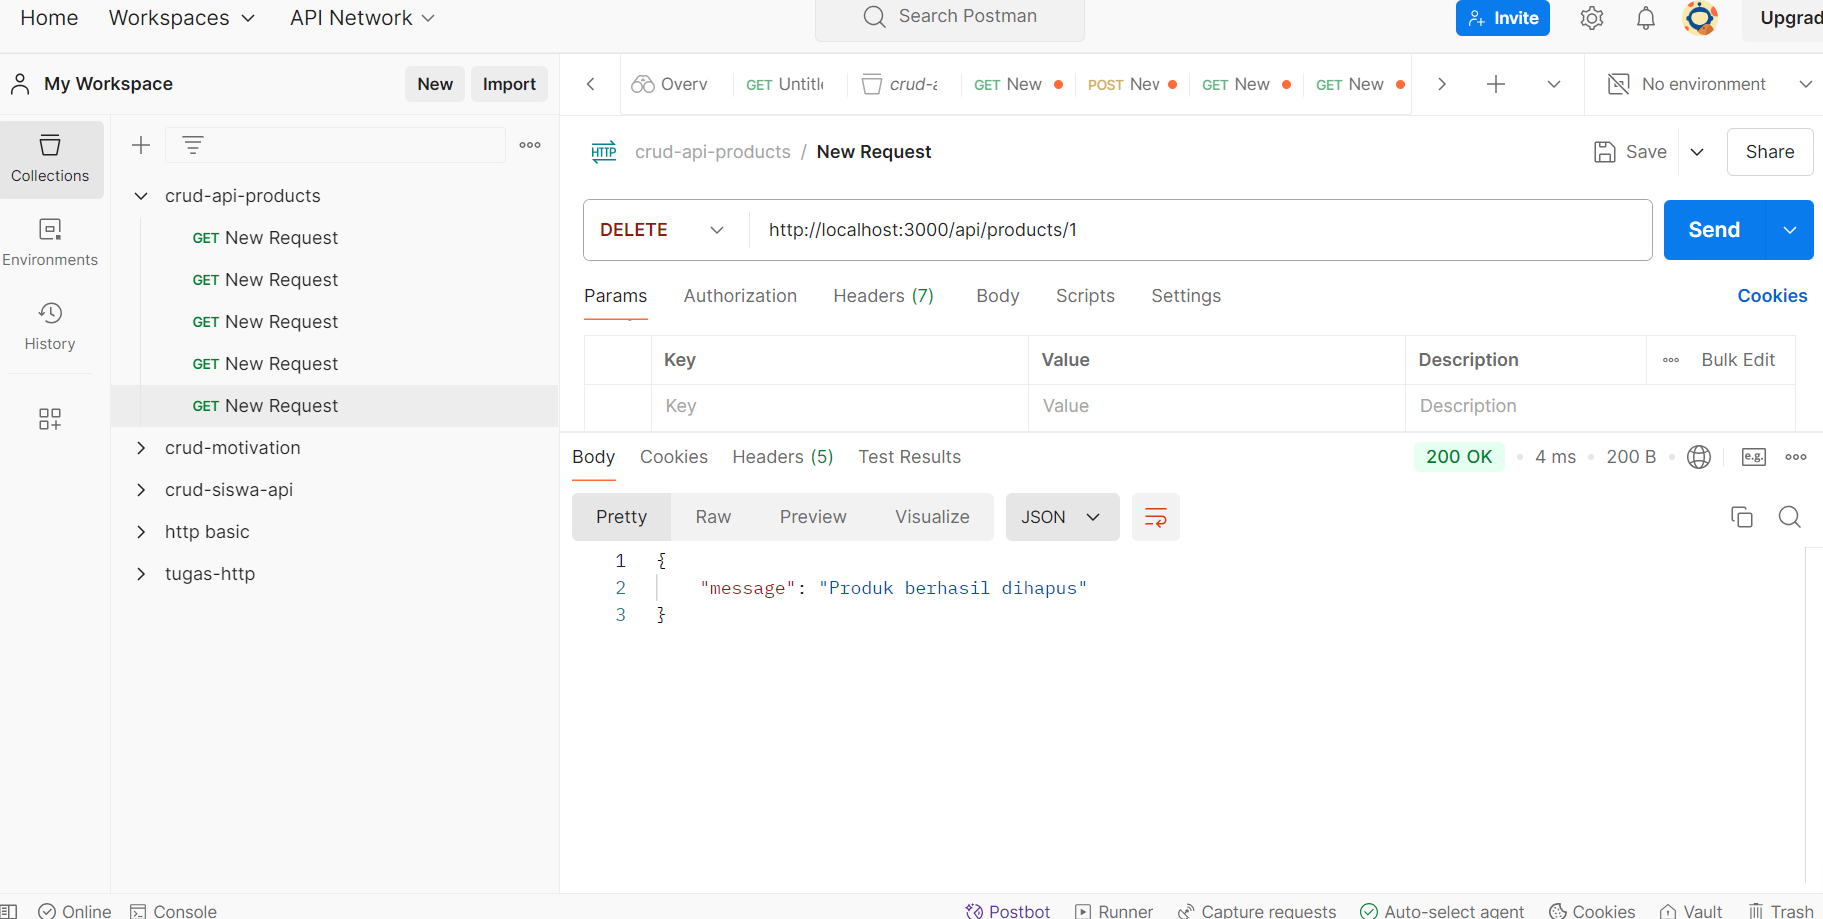 Home Workspaces API Network Search Postman Invite Upgrad
My Workspace New Import Overv GET Untitle crud-a GET New POST New GET New GET New No environment
Collections
Environments
History
crud-api-products
GET New Request
GET New Request
GET New Request
GET New Request
GET New Request
crud-motivation
crud-siswa-api
http basic
tugas-http
HTTP crud-api-products / New Request Save Share
DELETE http://localhost:3000/api/products/1 Send
Params Authorization Headers (7) Body Scripts Settings Cookies
Key Value Description Bulk Edit
Key Value Description
Body Cookies Headers (5) Test Results 200 OK 4 ms 200 B e.g.
Pretty Raw Preview Visualize JSON
1 {
2 "message": "Produk berhasil dihapus"
3 }
Online Console Postbot Runner Capture requests Auto-select agent Cookies Vault Trash